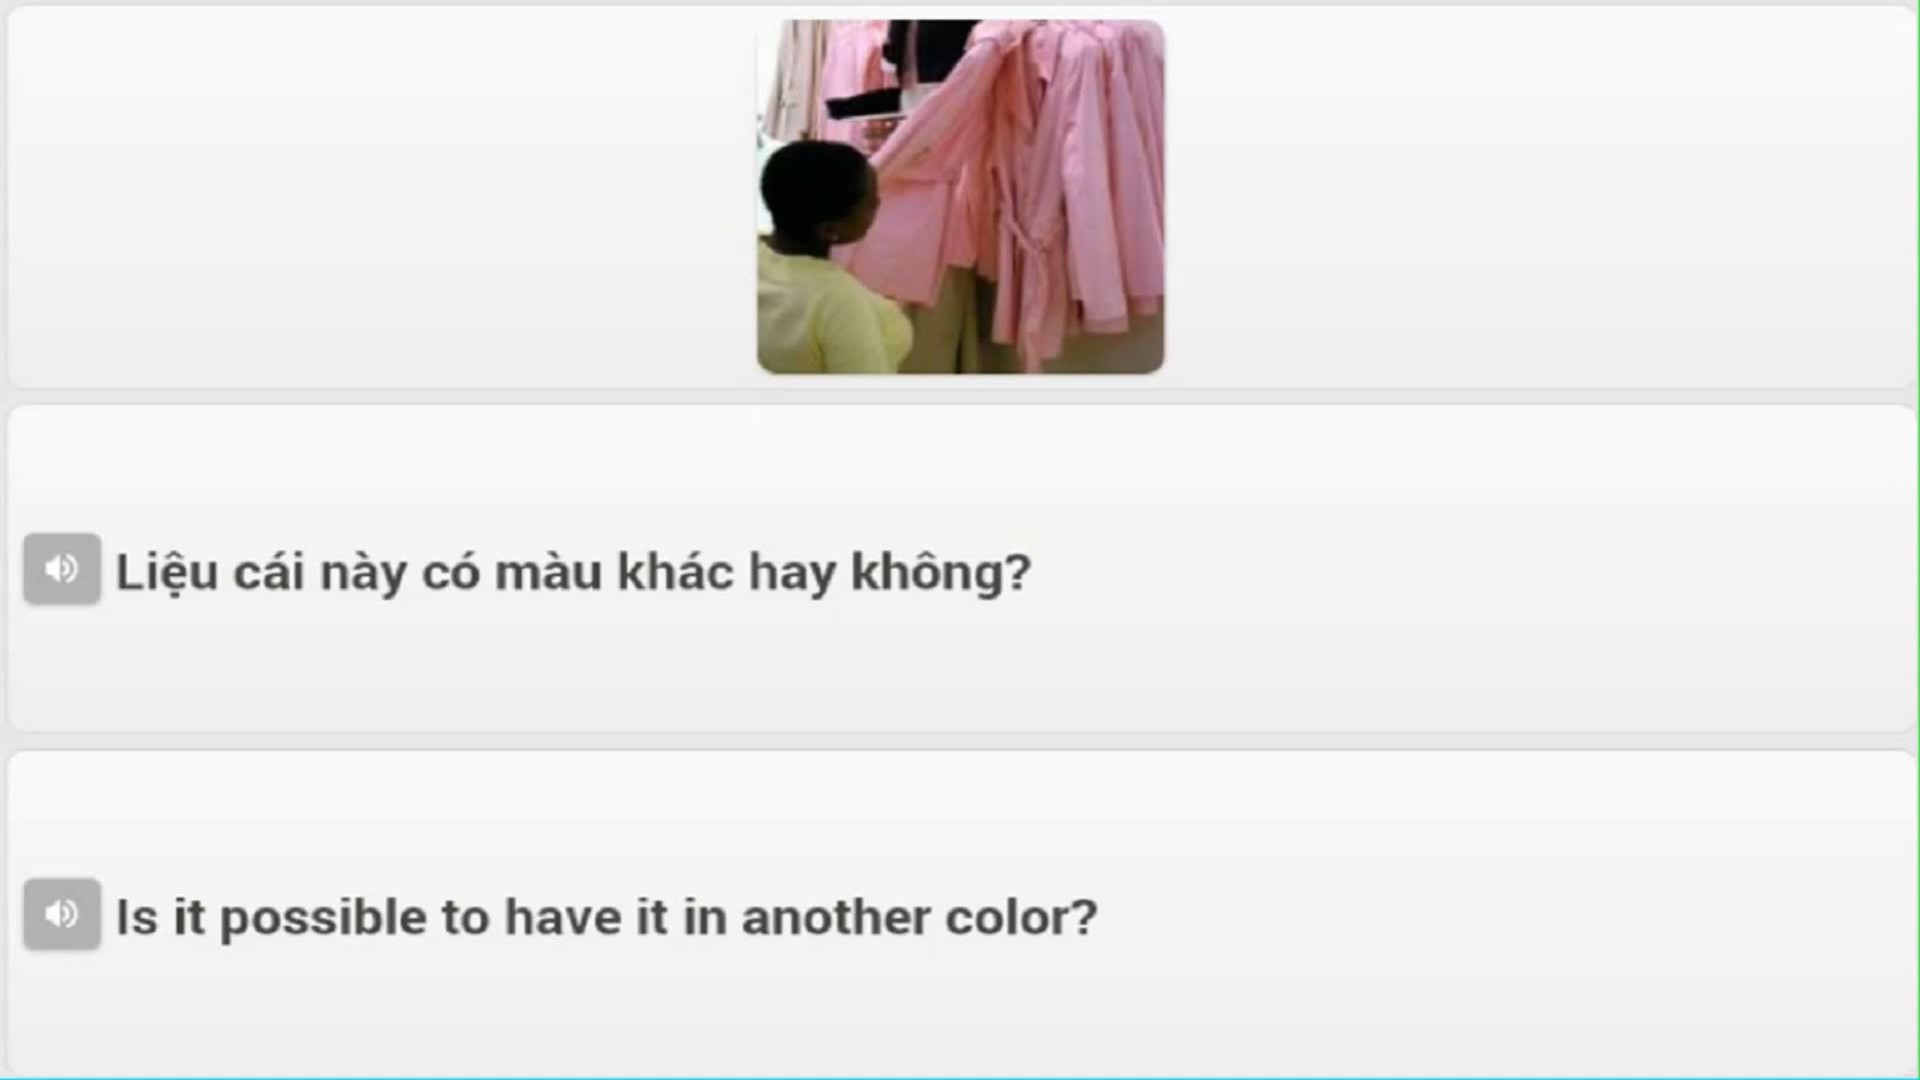 Liệu cái này có màu khác hay không?
Is it possible to have it in another color?